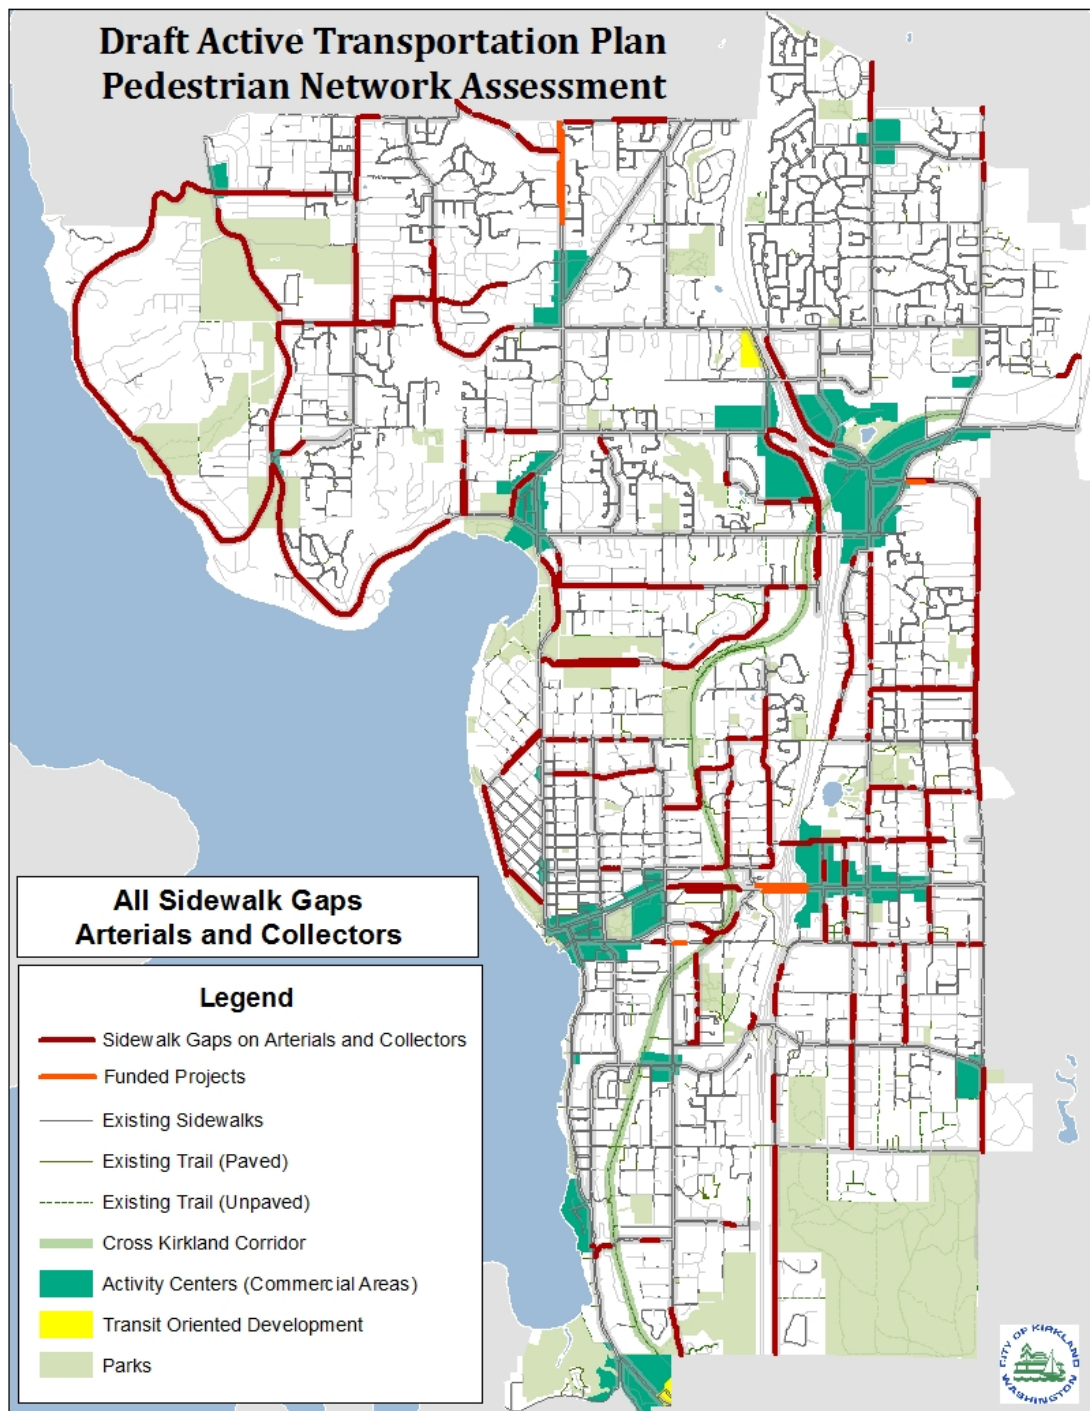 Draft Active Transportation Plan
Pedestrian Network Assessment
All Sidewalk Gaps
Arterials and Collectors
Legend
Sidewalk Gaps on Arterials and Collectors
Funded Projects
Existing Sidewalks
Existing Trail (Paved)
Existing Trail (Unpaved)
Cross Kirkland Corridor
Activity Centers (Commercial Areas)
Transit Oriented Development
Parks
CITY OF KIRKLAND
WASHINGTON